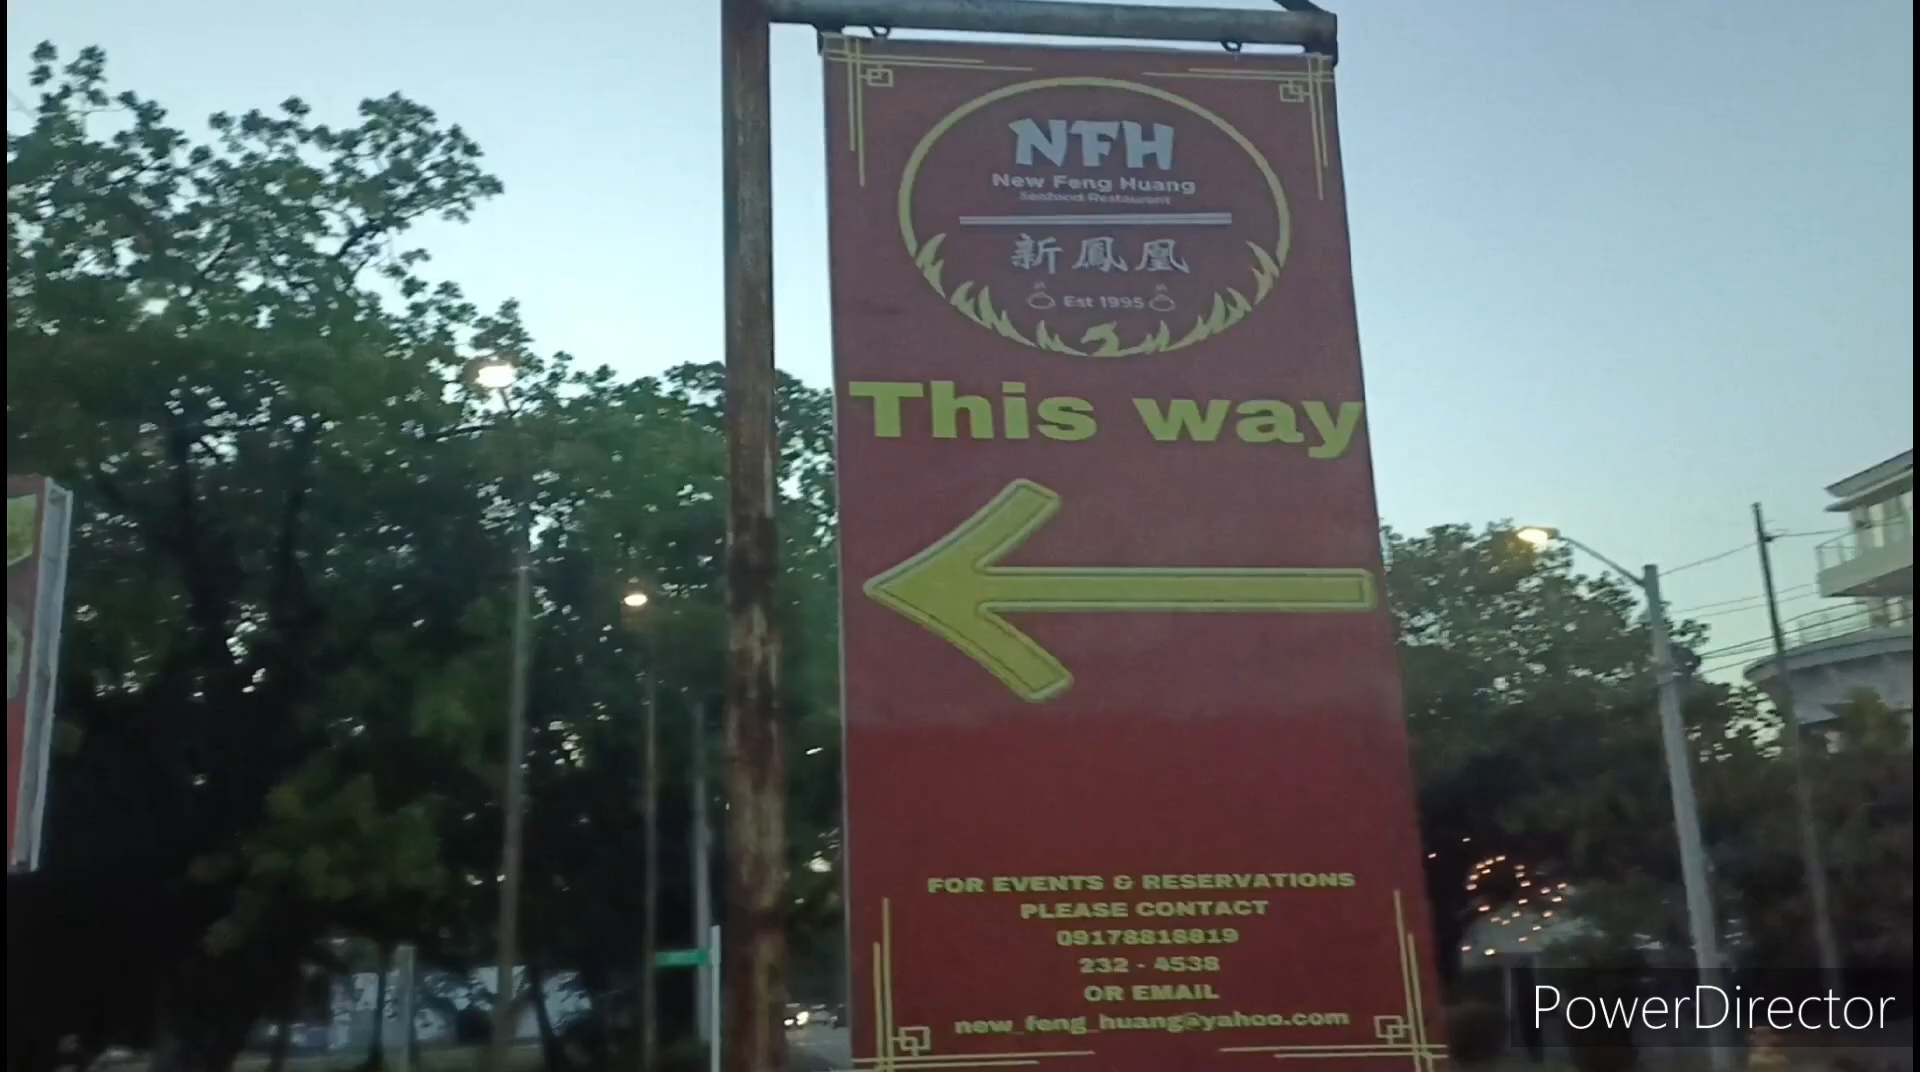 NFH
New Feng Huang
Seafood Restaurant
新鳳凰
Est 1995
This way
FOR EVENTS & RESERVATIONS
PLEASE CONTACT
09178818819
232 - 4538
OR EMAIL
new_feng_huang@yahoo.com
PowerDirector